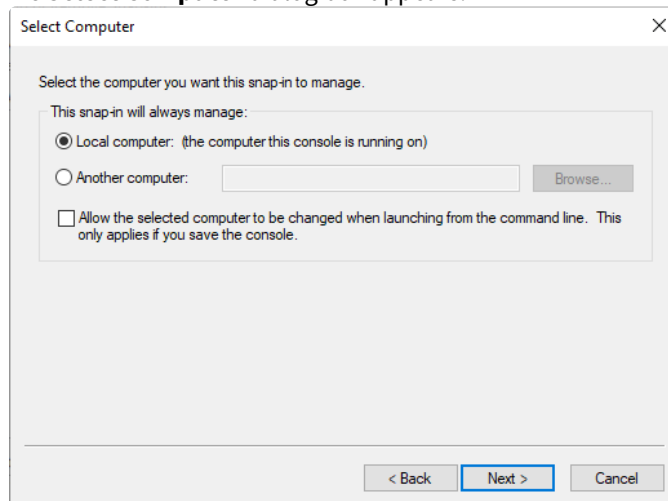 Select Computer
Select the computer you want this snap-in to manage.
This snap-in will always manage:
Local computer: (the computer this console is running on)
Another computer:
Browse...
Allow the selected computer to be changed when launching from the command line. This
only applies if you save the console.
< Back
Next >
Cancel